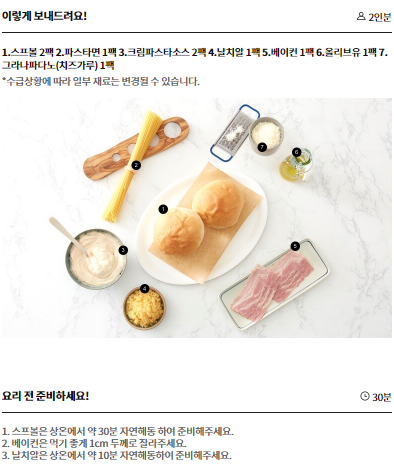 이렇게 보내드려요!
2인분
1.스프볼 2팩 2.파스타면 1팩 3.크림파스타소스 2팩 4.날치알 1팩 5.베이컨 1팩 6.올리브유 1팩 7.
그라나파다노(치즈가루) 1팩
*수급상황에 따라 일부 재료는 변경될 수 있습니다.
2
7
6
1
3
5
4
요리 전 준비하세요!
30분
1. 스프볼은 상온에서 약 30분 자연해동 하여 준비해주세요.
2. 베이컨은 먹기 좋게 1cm 두께로 잘라주세요.
3. 날치알은 상온에서 약 10분 자연해동하여 준비해주세요.